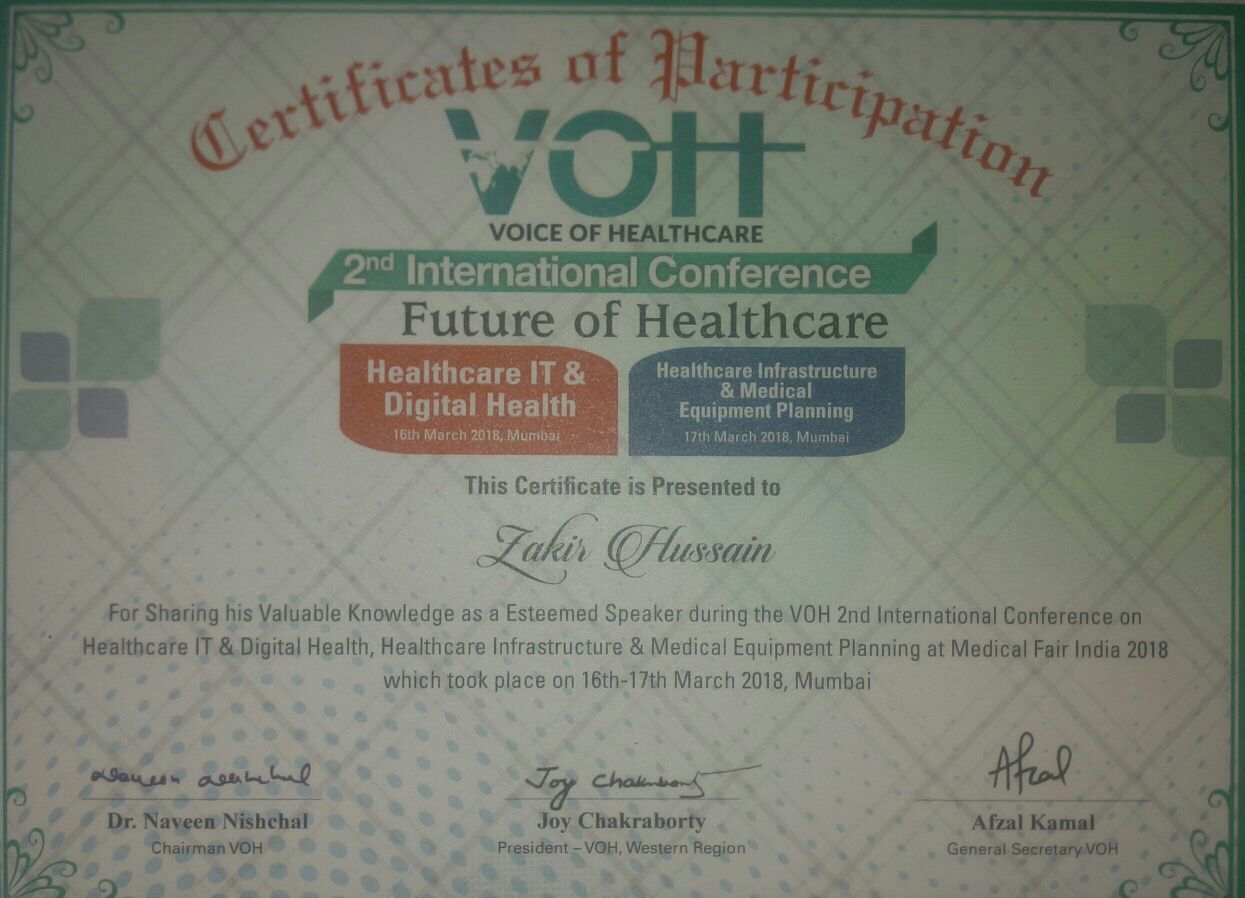 Certificates of Participation
VOH
VOICE OF HEALTHCARE
2nd International Conference
Future of Healthcare
Healthcare IT &
Digital Health
16th March 2018, Mumbai
Healthcare Infrastructure
& Medical
Equipment Planning
17th March 2018, Mumbai
This Certificate is Presented to
Zakir Hussain
For Sharing his Valuable Knowledge as a Esteemed Speaker during the VOH 2nd International Conference on
Healthcare IT & Digital Health, Healthcare Infrastructure & Medical Equipment Planning at Medical Fair India 2018
which took place on 16th-17th March 2018, Mumbai
Joy Chakraborty
Afzal
Dr. Naveen Nishchal
Joy Chakraborty
Afzal Kamal
Chairman VOH
President – VOH, Western Region
General Secretary VOH